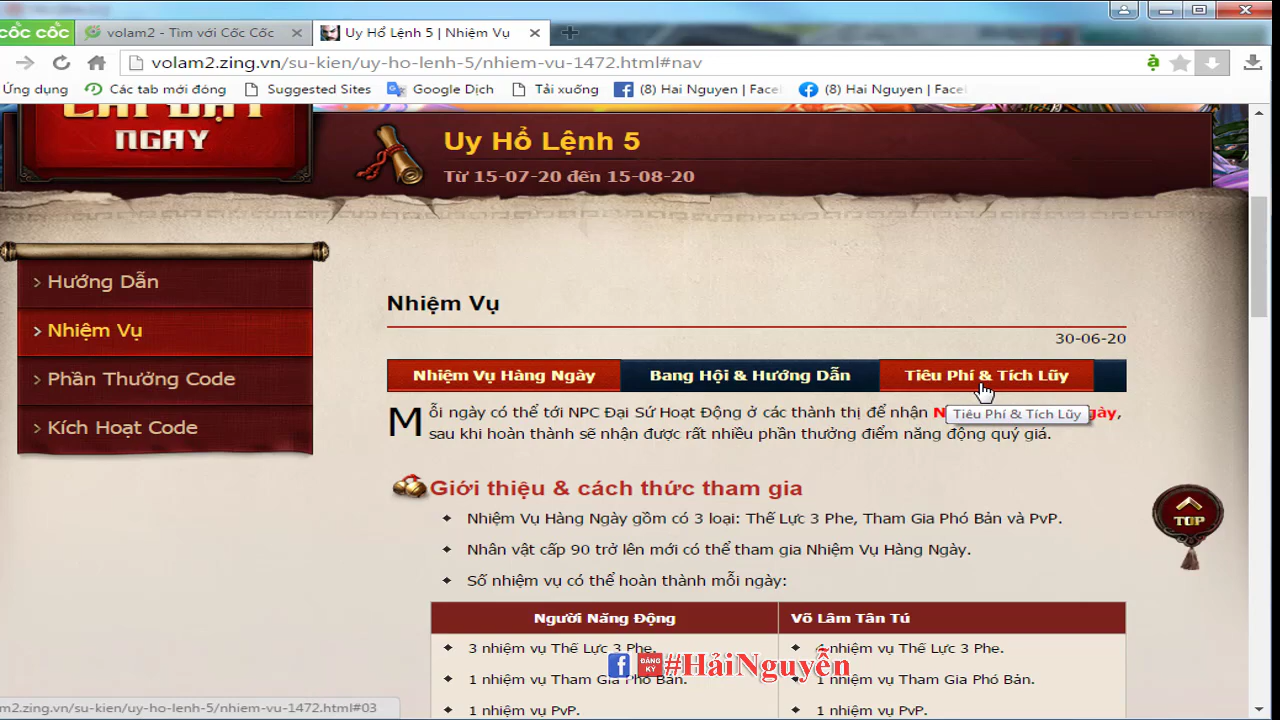 cốc cốc
volam2 - Tìm với Cốc Cốc
Uy Hổ Lệnh 5 | Nhiệm Vụ
volam2.zing.vn/su-kien/uy-ho-lenh-5/nhiem-vu-1472.html#nav
Ứng dụng
Các tab mới đóng
Suggested Sites
Google Dịch
Tải xuống
(8) Hai Nguyen | Face
(8) Hai Nguyen | Face
CÀI ĐẶT
NGAY
Uy Hổ Lệnh 5
Từ 15-07-20 đến 15-08-20
Hướng Dẫn
Nhiệm Vụ
Phần Thưởng Code
Kích Hoạt Code
Nhiệm Vụ
30-06-20
Nhiệm Vụ Hàng Ngày
Bang Hội & Hướng Dẫn
Tiêu Phí & Tích Lũy
Mỗi ngày có thể tới NPC Đại Sứ Hoạt Động ở các thành thị để nhận
Tiêu Phí & Tích Lũy
sau khi hoàn thành sẽ nhận được rất nhiều phần thưởng điểm năng động quý giá.
Giới thiệu & cách thức tham gia
Nhiệm Vụ Hàng Ngày gồm có 3 loại: Thế Lực 3 Phe, Tham Gia Phó Bản và PvP.
Nhân vật cấp 90 trở lên mới có thể tham gia Nhiệm Vụ Hàng Ngày.
Số nhiệm vụ có thể hoàn thành mỗi ngày:
TOP
Người Năng Động
Võ Lâm Tân Tú
3 nhiệm vụ Thế Lực 3 Phe.
nhiệm vụ Thế Lực 3 Phe.
ĐĂNG KÝ
#HảiNguyễn
1 nhiệm vụ Tham Gia Phó Bản.
1 nhiệm vụ Tham Gia Phó Bản.
1 nhiệm vụ PvP.
1 nhiệm vụ PvP.
m2.zing.vn/su-kien/uy-ho-lenh-5/nhiem-vu-1472.html#03